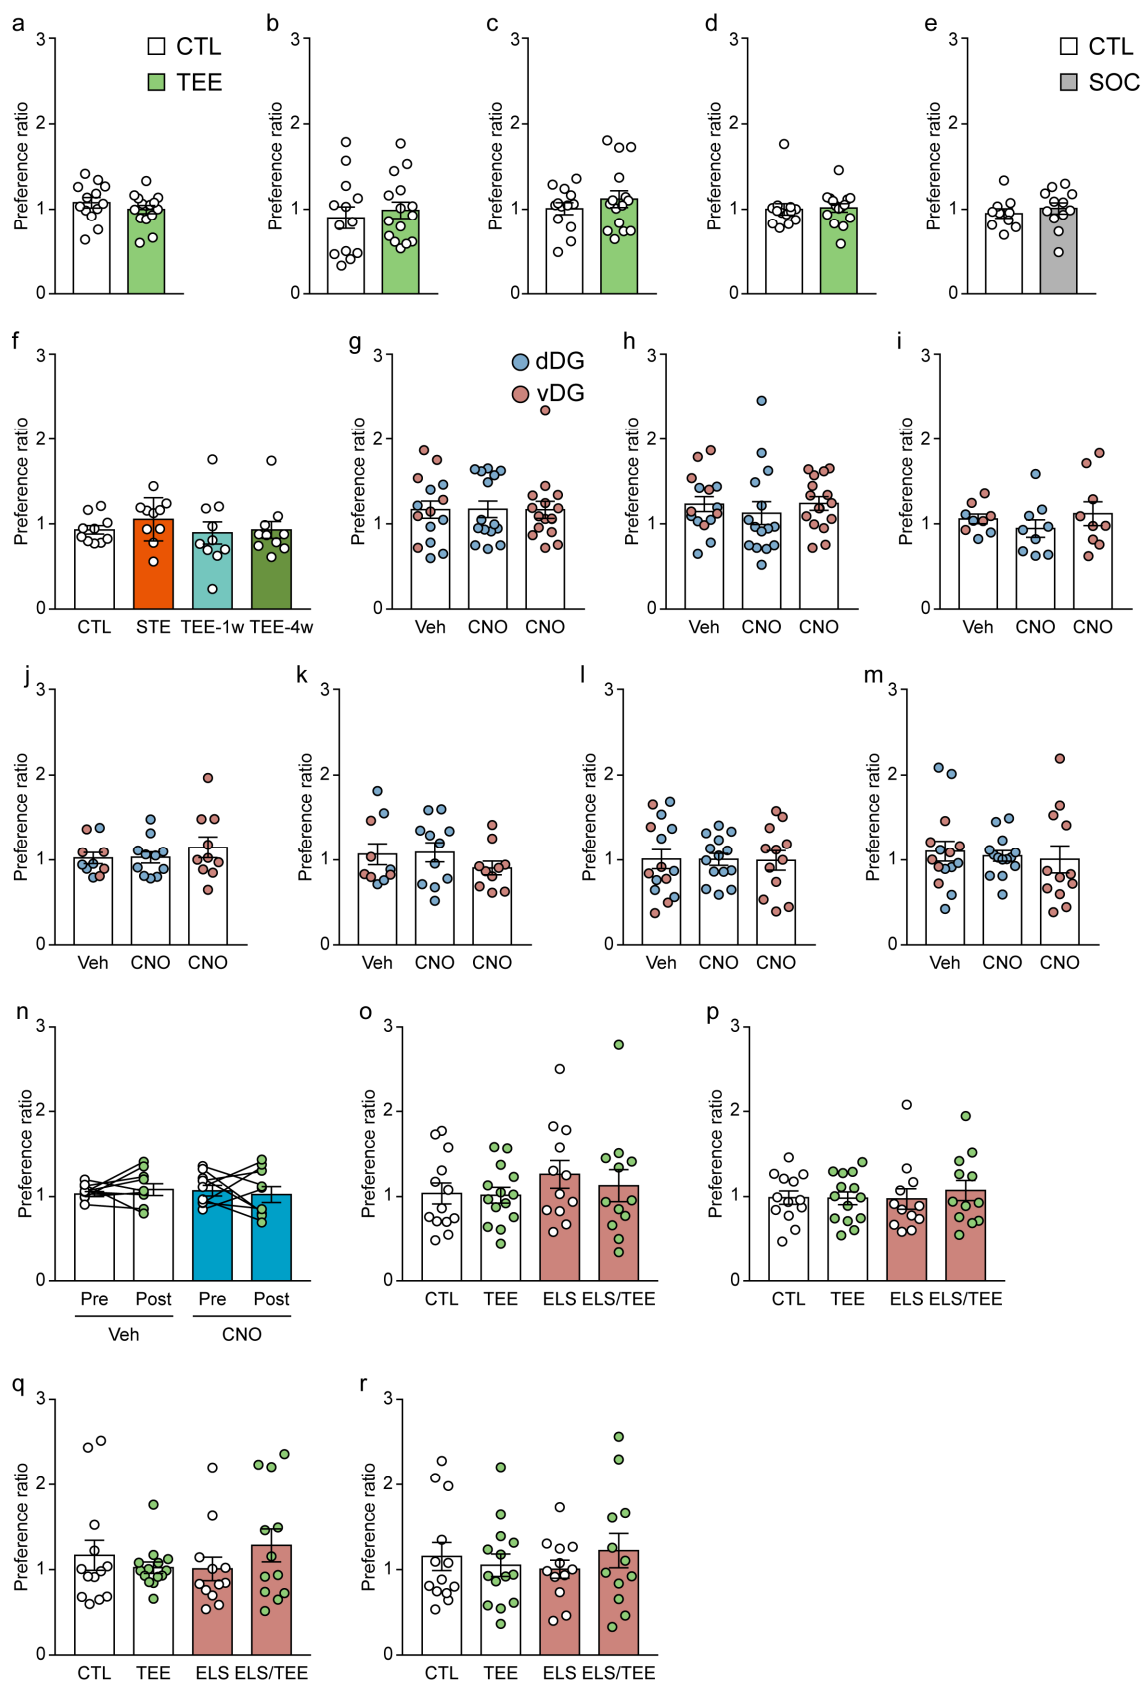 a b c d e
3 3 3 3 3
CTL CTL
TEE SOC
2 2 2 2 2
Preference ratio Preference ratio Preference ratio Preference ratio Preference ratio
1 1 1 1 1
0 0 0 0 0
f g h i
3 3 3 3
dDG
vDG
2 2 2 2
Preference ratio Preference ratio Preference ratio Preference ratio
1 1 1 1
0 0 0 0
CTL STE TEE-1w TEE-4w Veh CNO CNO Veh CNO CNO Veh CNO CNO
j k l m
3 3 3 3
2 2 2 2
Preference ratio Preference ratio Preference ratio Preference ratio
1 1 1 1
0 0 0 0
Veh CNO CNO Veh CNO CNO Veh CNO CNO Veh CNO CNO
n o p
3 3 3
2 2 2
Preference ratio Preference ratio Preference ratio
1 1 1
0 0 0
Pre Post Pre Post CTL TEE ELS ELS/TEE CTL TEE ELS ELS/TEE
Veh CNO
q r
3 3
2 2
Preference ratio Preference ratio
1 1
0 0
CTL TEE ELS ELS/TEE CTL TEE ELS ELS/TEE